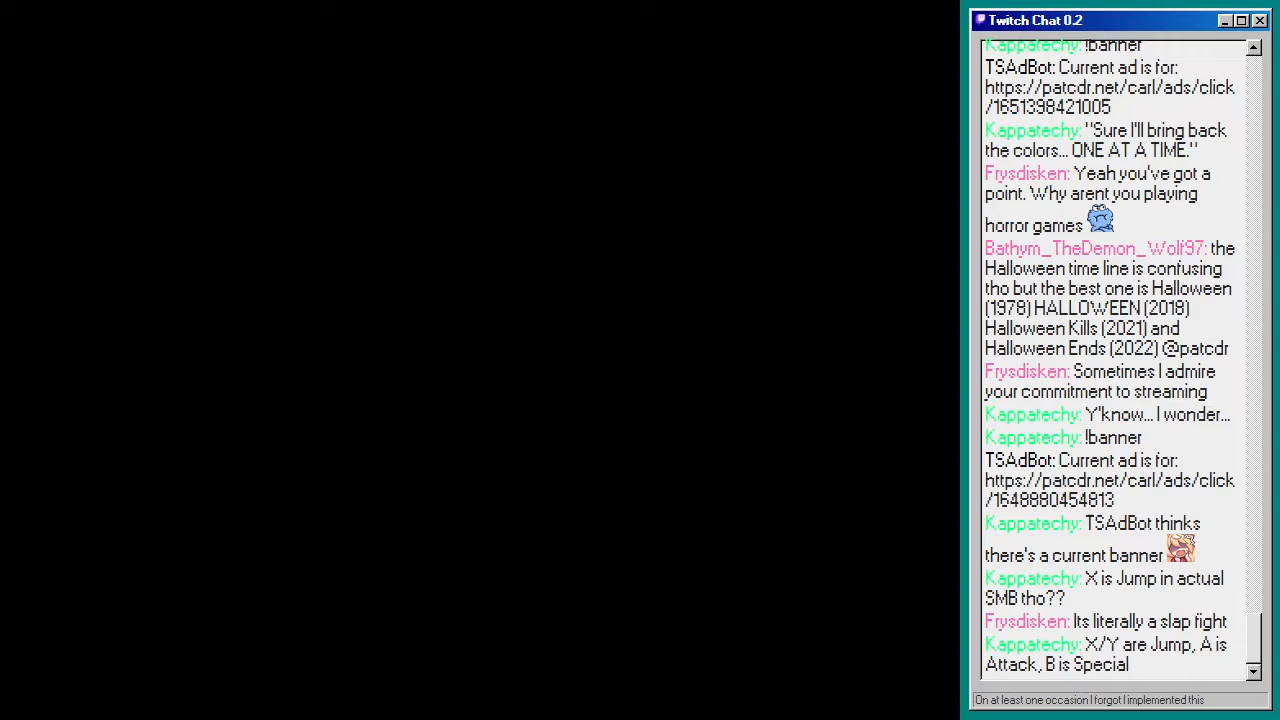 Twitch Chat 0.2
Kappatechy: !banner
TSAdBot: Current ad is for:
https://patcdr.net/carl/ads/click
/1651398421005
Kappatechy: "Sure I'll bring back
the colors... ONE AT A TIME."
Frysdisken: Yeah you've got a
point. Why arent you playing
horror games
Bathym_TheDemon_Wolf97: the
Halloween time line is confusing
tho but the best one is Halloween
(1978) HALLOWEEN (2018)
Halloween Kills (2021) and
Halloween Ends (2022) @patcdr
Frysdisken: Sometimes I admire
your commitment to streaming
Kappatechy: Y'know... I wonder...
Kappatechy: !banner
TSAdBot: Current ad is for:
https://patcdr.net/carl/ads/click
/1648880454813
Kappatechy: TSAdBot thinks
there's a current banner
Kappatechy: X is Jump in actual
SMB tho??
Frysdisken: Its literally a slap fight
Kappatechy: X/Y are Jump, A is
Attack, B is Special
On at least one occasion I forgot I implemented this